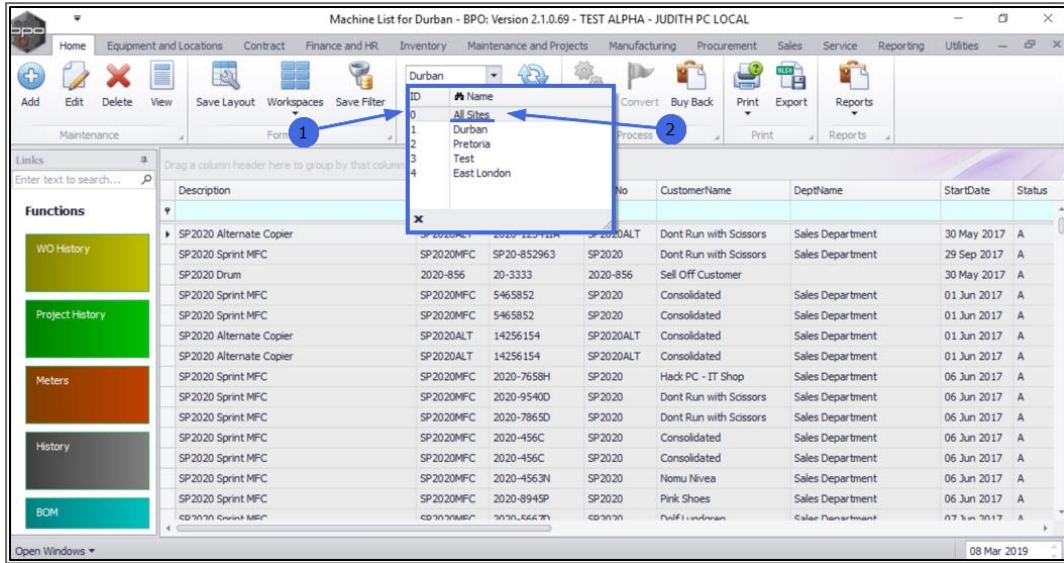 Machine List for Durban - BPO: Version 2.1.0.69 - TEST ALPHA - JUDITH PC LOCAL
Home Equipment and Locations Contract Finance and HR Inventory Maintenance and Projects Manufacturing Procurement Sales Service Reporting Utilities
Durban
Add Edit Delete View Save Layout Workspaces Save Filter Convert Buy Back Print Export Reports
Maintenance Process Print Reports
ID Name
0 All Sites
1 Durban
2 Pretoria
3 Test
4 East London
1
2
Links
Drag a column header here to group by that
Enter text to search...
Description CustomerName DeptName StartDate Status
Functions
SP2020 Alternate Copier Dont Run with Scissors Sales Department 30 May 2017 A
WO History
SP2020 Sprint MFC SP2020MFC SP20-852963 SP2020 Dont Run with Scissors Sales Department 29 Sep 2017 A
SP2020 Drum 2020-856 20-3333 2020-856 Sell Off Customer 30 May 2017 A
SP2020 Sprint MFC SP2020MFC 5465852 SP2020 Consolidated Sales Department 01 Jun 2017 A
Project History
SP2020 Sprint MFC SP2020MFC 5465852 SP2020 Consolidated Sales Department 01 Jun 2017 A
SP2020 Alternate Copier SP2020ALT 14256154 SP2020ALT Consolidated Sales Department 01 Jun 2017 A
SP2020 Alternate Copier SP2020ALT 14256154 SP2020ALT Consolidated Sales Department 01 Jun 2017 A
Meters
SP2020 Sprint MFC SP2020MFC 2020-7658H SP2020 Hack PC - IT Shop Sales Department 06 Jun 2017 A
SP2020 Sprint MFC SP2020MFC 2020-9540D SP2020 Dont Run with Scissors Sales Department 06 Jun 2017 A
SP2020 Sprint MFC SP2020MFC 2020-7865D SP2020 Dont Run with Scissors Sales Department 06 Jun 2017 A
History
SP2020 Sprint MFC SP2020MFC 2020-456C SP2020 Consolidated Sales Department 06 Jun 2017 A
SP2020 Sprint MFC SP2020MFC 2020-456C SP2020 Consolidated Sales Department 06 Jun 2017 A
SP2020 Sprint MFC SP2020MFC 2020-4563N SP2020 Nomu Nivea Sales Department 06 Jun 2017 A
SP2020 Sprint MFC SP2020MFC 2020-8945P SP2020 Pink Shoes Sales Department 06 Jun 2017 A
BOM
SP2020 Sprint MFC SP2020MFC 2020-5667D SP2020 Dolf Lundgren Sales Department 07 Jun 2017 A
Open Windows
08 Mar 2019